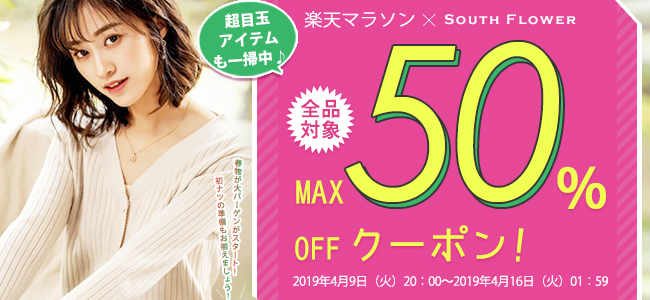 超目玉
アイテム
も一掃中♪
楽天マラソン × SOUTH FLOWER
全品
対象
MAX
50%
OFF クーポン!
2019年4月9日（火）20：00〜2019年4月16日（火）01：59
春物が大バーゲンがスタート!
初ナツの準備もお揃えましょう!